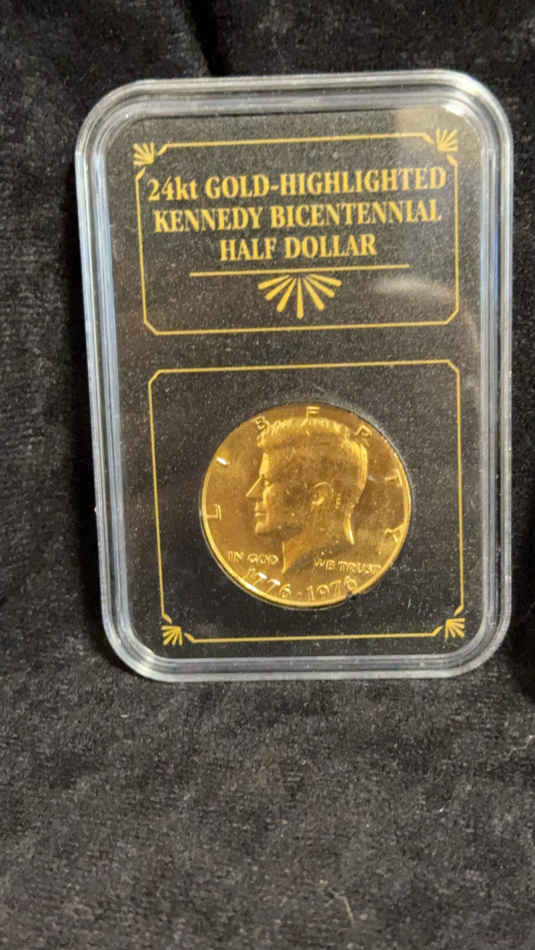 24kt GOLD-HIGHLIGHTED
KENNEDY BICENTENNIAL
HALF DOLLAR
LIBERTY
IN GOD WE TRUST
1776·1976